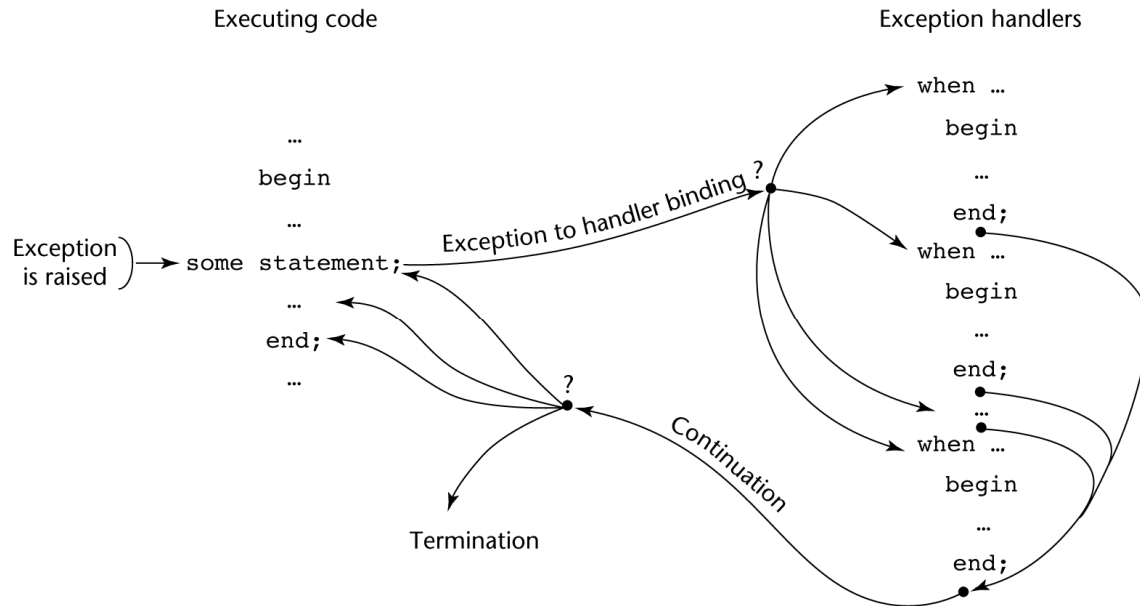 Executing code
…
begin
…
Exception
is raised
some statement;
…
end;
…
Exception to handler binding
?
?
Continuation
Termination
Exception handlers
when …
begin
…
end;
when …
begin
…
end;
…
when …
begin
…
end;